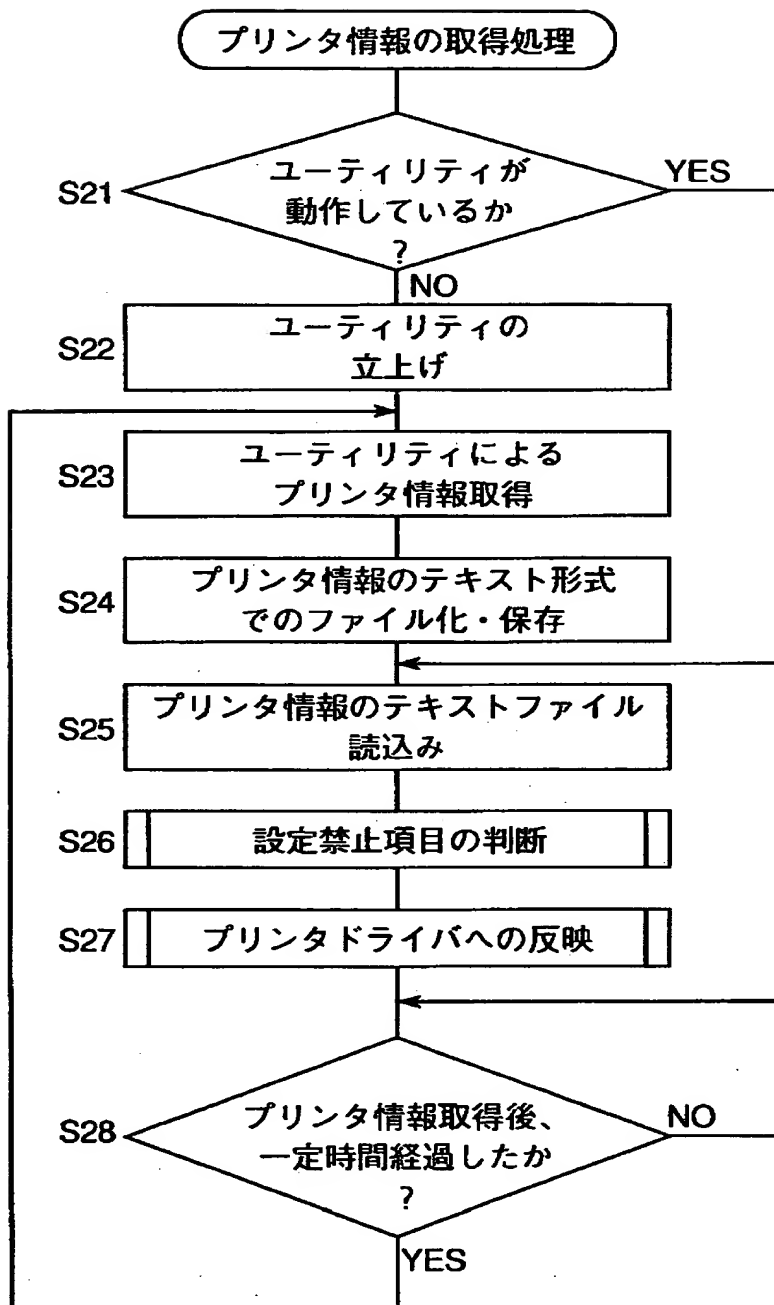 プリンタ情報の取得処理
S21
ユーティリティが
動作しているか
?
YES
NO
S22
ユーティリティの
立上げ
S23
ユーティリティによる
プリンタ情報取得
S24
プリンタ情報のテキスト形式
でのファイル化・保存
S25
プリンタ情報のテキストファイル
読込み
S26
設定禁止項目の判断
S27
プリンタドライバへの反映
S28
プリンタ情報取得後、
一定時間経過したか
?
NO
YES